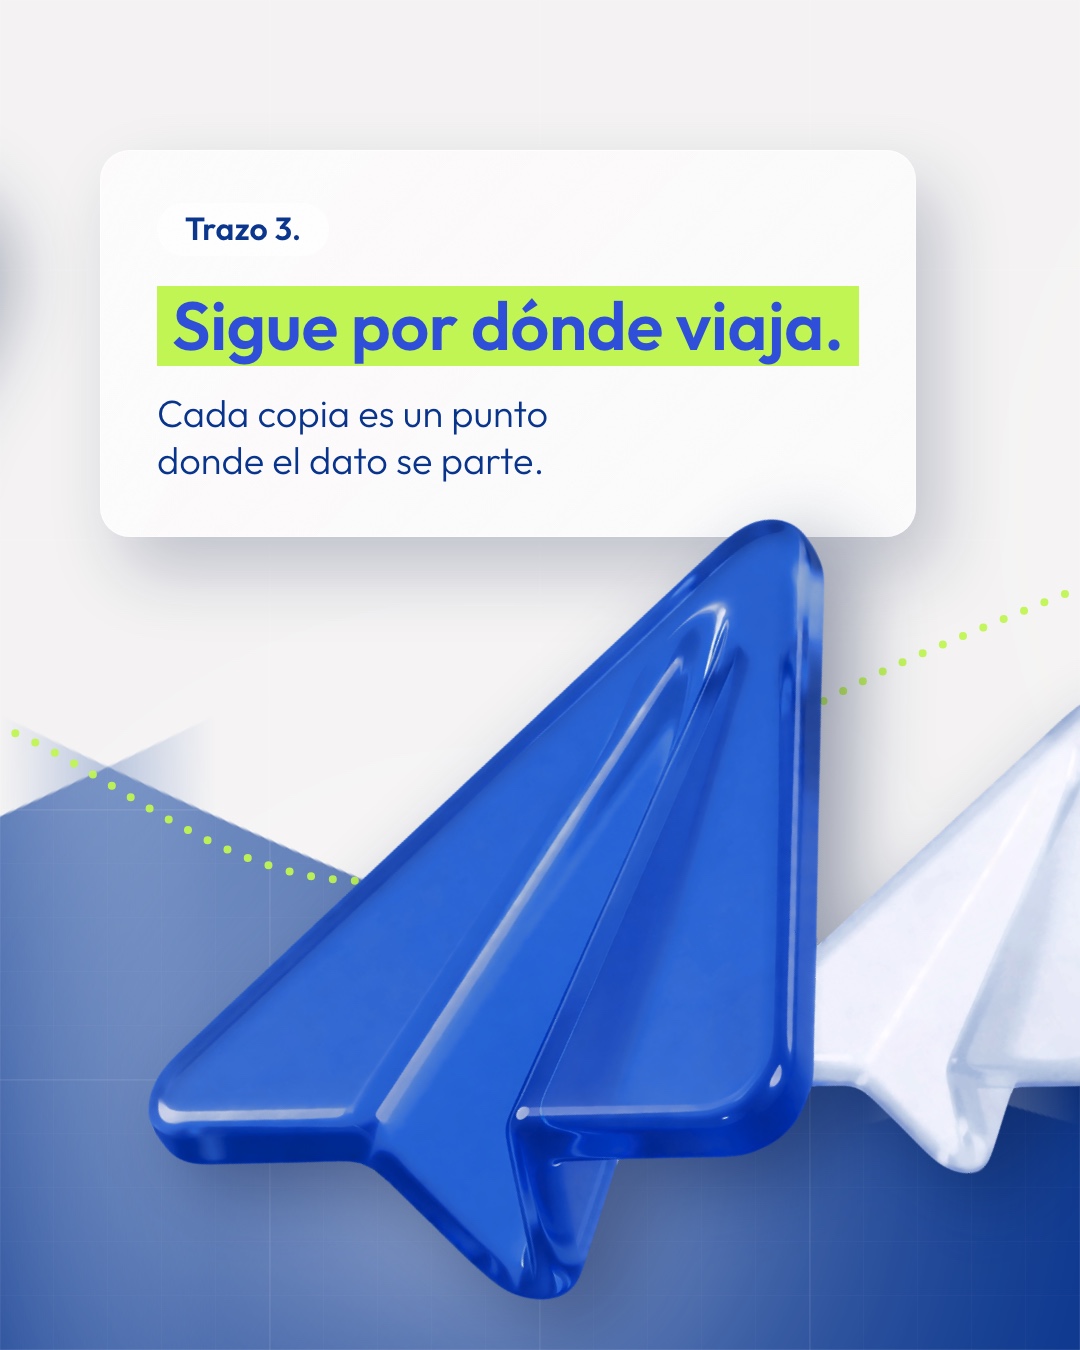 Trazo 3.
Sigue por dónde viaja.
Cada copia es un punto
donde el dato se parte.